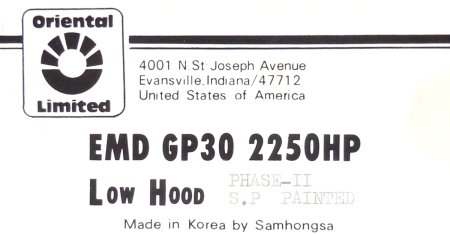 Oriental
Limited
4001 N St Joseph Avenue
Evansville, Indiana/47712
United States of America
EMD GP30 2250HP
LOW HOOD PHASE-II
S.P PAINTED
Made in Korea by Samhongsa